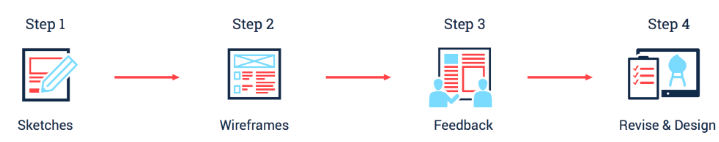 Step 1
Step 2
Step 3
Step 4
Sketches
Wireframes
Feedback
Revise & Design